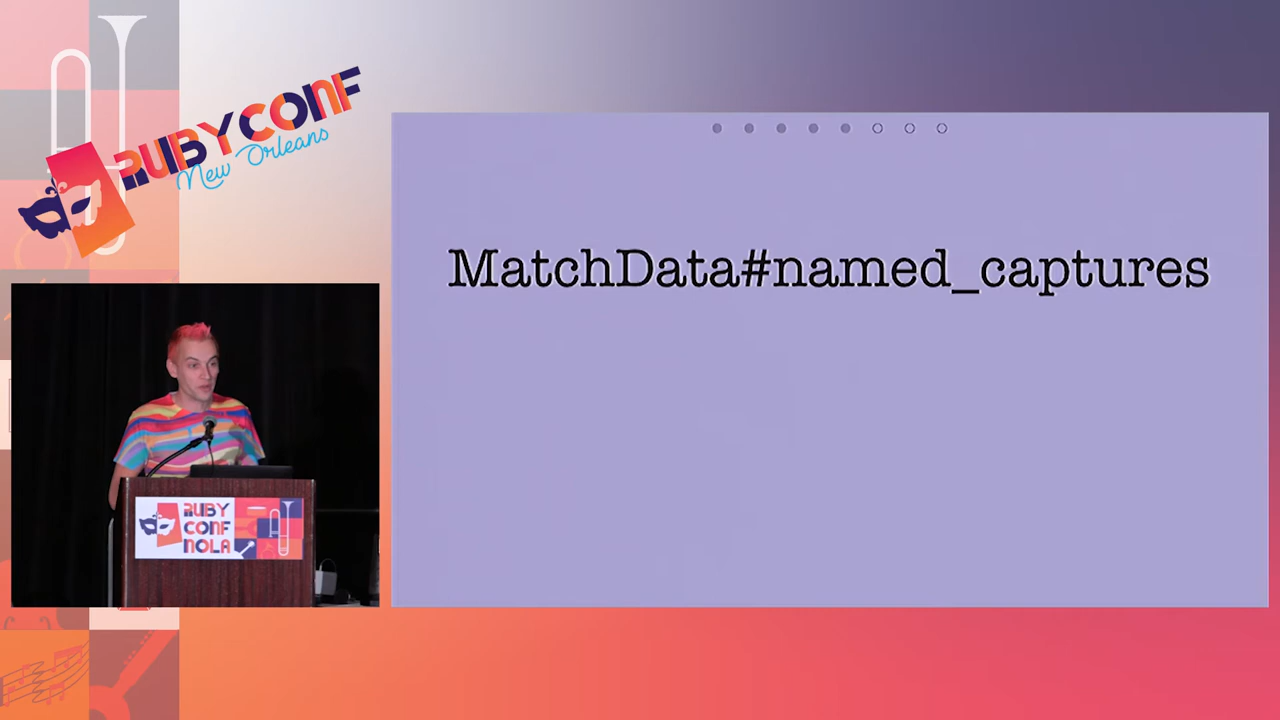 RUBYCONF
New Orleans
MatchData#named_captures
RUBY
CONF
NOLA